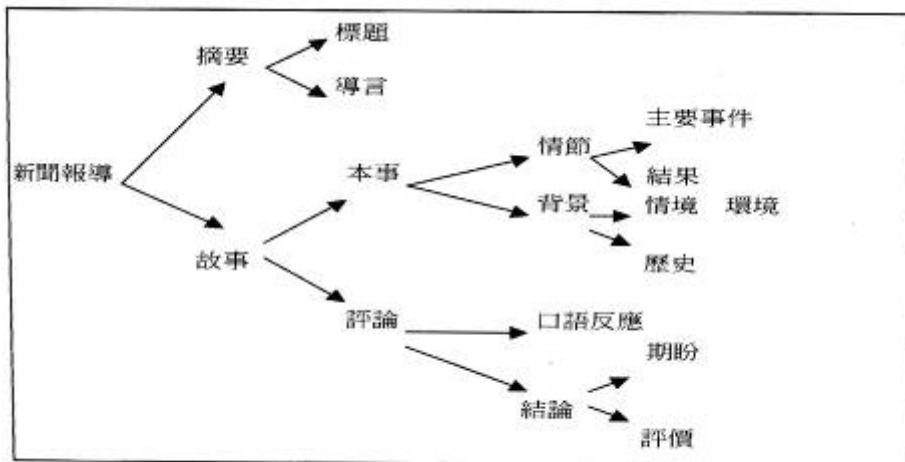 標題
摘要
導言
主要事件
情節
新聞報導
本事
結果
背景
情境　環境
故事
歷史
評論
口語反應
期盼
結論
評價